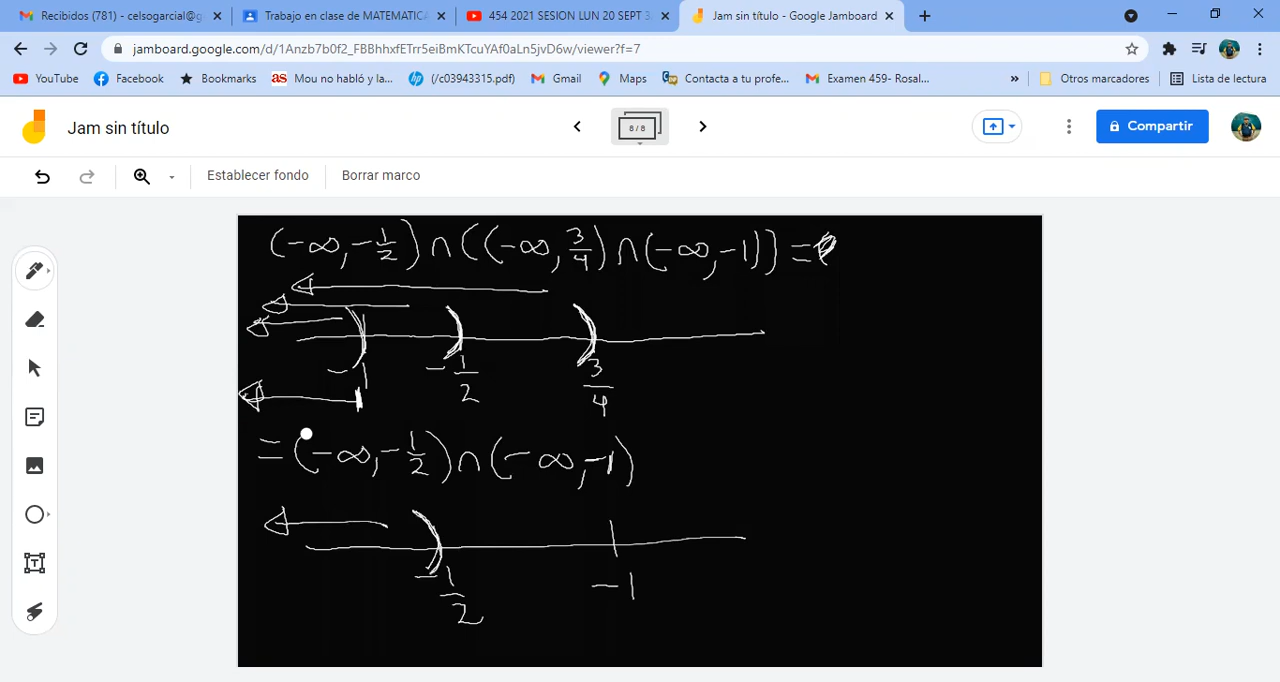 Recibidos (781) - celsogarcial@g
Trabajo en clase de MATEMATICA
454 2021 SESION LUN 20 SEPT 3
Jam sin título - Google Jamboard
jamboard.google.com/d/1Anzb7b0f2_FBBhhxfETrr5eiBmKTcuYAf0aLn5jvD6w/viewer?f=7
YouTube Facebook Bookmarks Mou no habló y la... (/c03943315.pdf) Gmail Maps Contacta a tu profe... Examen 459- Rosal... » Otros marcadores Lista de lectura
Jam sin título
8 / 8
Compartir
Establecer fondo Borrar marco
(-∞, -1/2) ∩ ((-∞, 3/4) ∩ (-∞, -1)) =
-1 -1/2 3/4
= (-∞, -1/2) ∩ (-∞, -1)
-1/2 -1